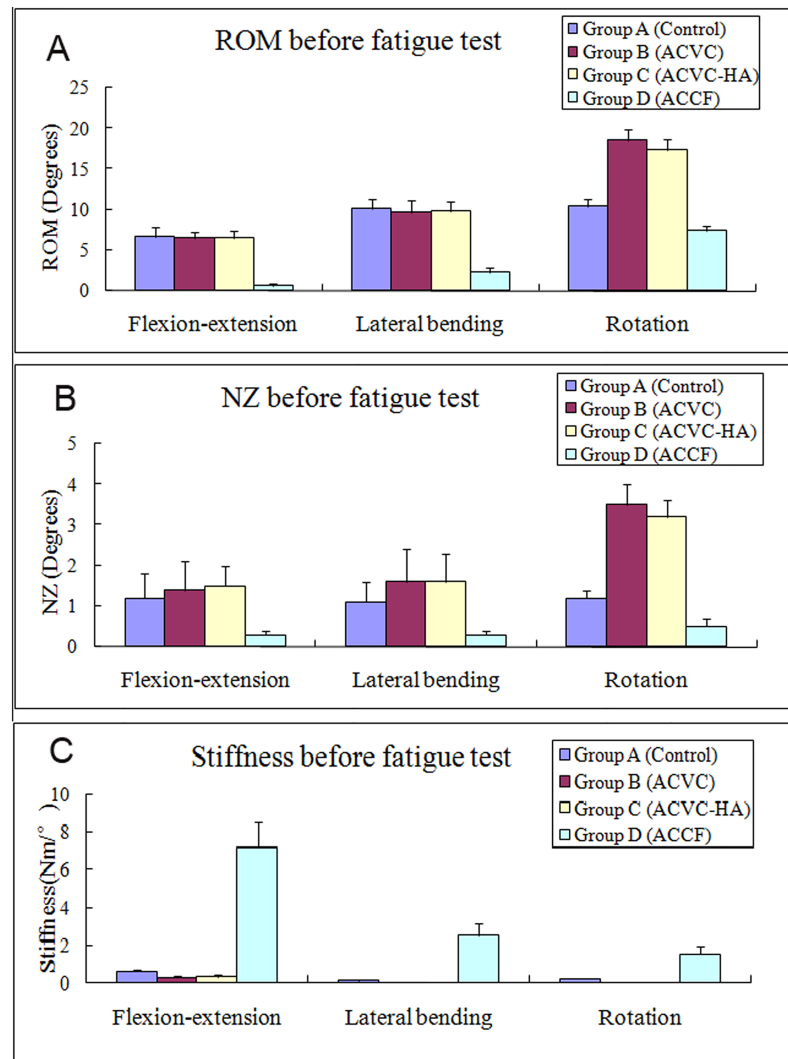 A
ROM before fatigue test
Group A (Control)
Group B (ACVC)
Group C (ACVC-HA)
Group D (ACCF)
ROM (Degrees)
25
20
15
10
5
0
Flexion-extension Lateral bending Rotation
B
NZ before fatigue test
Group A (Control)
Group B (ACVC)
Group C (ACVC-HA)
Group D (ACCF)
NZ (Degrees)
5
4
3
2
1
0
Flexion-extension Lateral bending Rotation
C
Stiffness before fatigue test
Group A (Control)
Group B (ACVC)
Group C (ACVC-HA)
Group D (ACCF)
Stiffness(Nm/°)
10
8
6
4
2
0
Flexion-extension Lateral bending Rotation